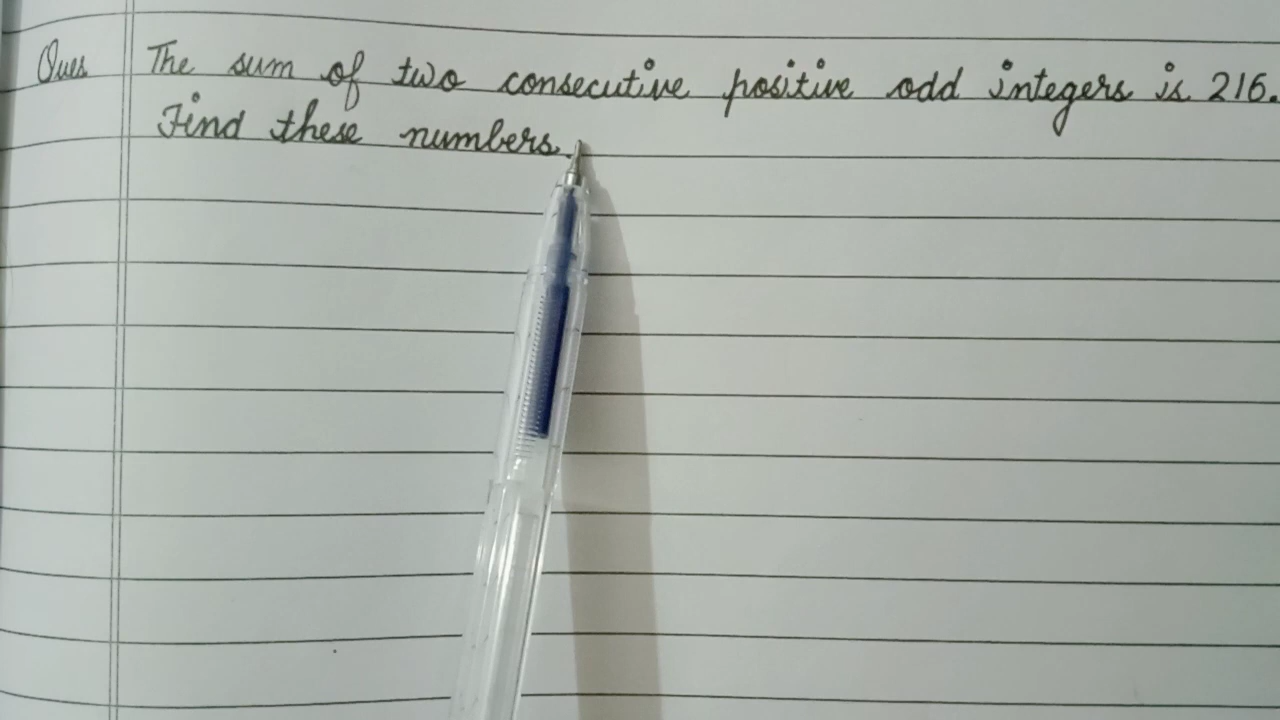 Ques The sum of two consecutive positive odd integers is 216.
Find these numbers.